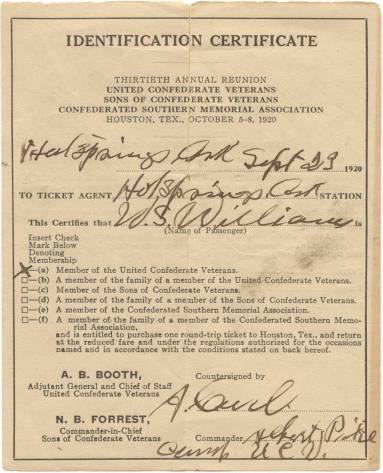 IDENTIFICATION CERTIFICATE
THIRTIETH ANNUAL REUNION
UNITED CONFEDERATE VETERANS
SONS OF CONFEDERATE VETERANS
CONFEDERATED SOUTHERN MEMORIAL ASSOCIATION
HOUSTON, TEX., OCTOBER 5-8, 1920
Hot Springs Ark Sept 23 1920
TO TICKET AGENT, Hot Springs, Ark STATION
This Certifies that W. S. Williams is
(Name of Passenger)
Insert Check
Mark Below
Denoting
Membership
X—(a) Member of the United Confederate Veterans.
□—(b) A member of the family of a member of the United Confederate Veterans.
□—(c) Member of the Sons of Confederate Veterans.
□—(d) A member of the family of a member of the Sons of Confederate Veterans.
□—(e) A member of the Confederated Southern Memorial Association.
□—(f) A member of the family of a member of the Confederated Southern Memo-
rial Association,
and is entitled to purchase one round-trip ticket to Houston, Tex., and return
at the reduced fare and under the regulations authorized for the occasions
named and in accordance with the conditions stated on back hereof.
A. B. BOOTH,
Adjutant General and Chief of Staff
United Confederate Veterans
Countersigned by
N. B. FORREST,
Commander-in-Chief
Sons of Confederate Veterans
Commander Albert Pike
Camp U.C.V.